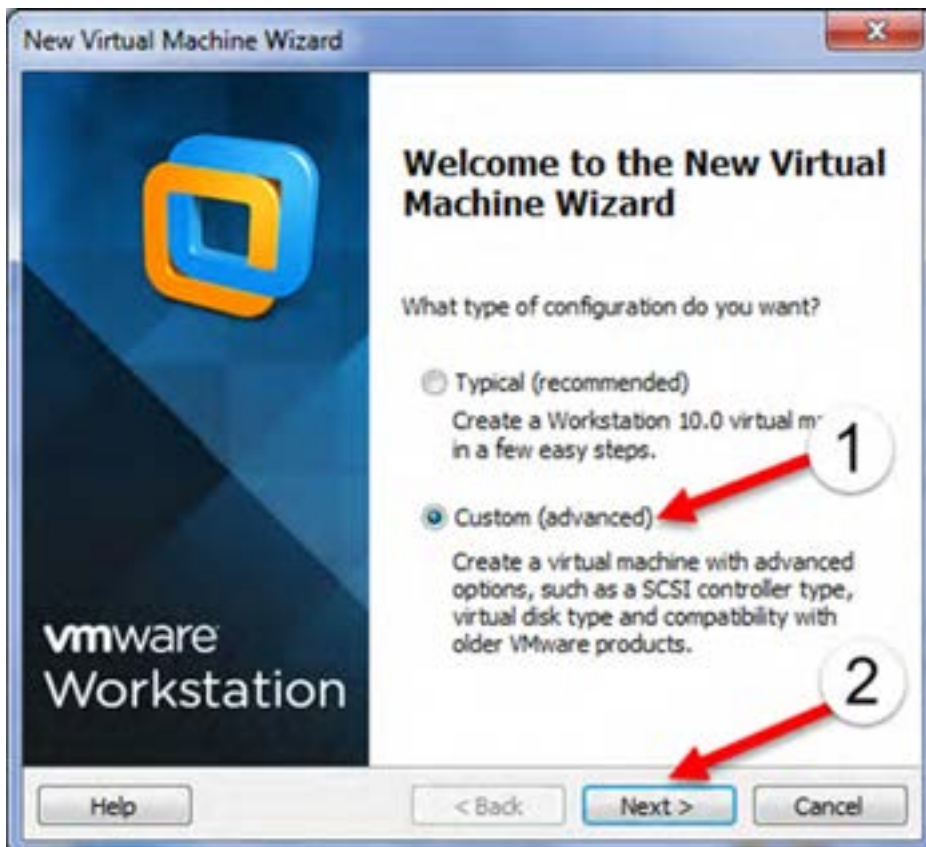 New Virtual Machine Wizard
Welcome to the New Virtual
Machine Wizard
What type of configuration do you want?
Typical (recommended)
Create a Workstation 10.0 virtual
in a few easy steps.
1
Custom (advanced)
Create a virtual machine with advanced
options, such as a SCSI controller type,
virtual disk type and compatibility with
older VMware products.
vmware
Workstation
2
Help
< Back
Next >
Cancel